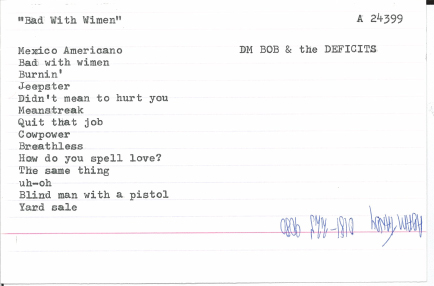 "Bad With Wimen"
A 24399
Mexico Americano
DM BOB & the DEFICITS
Bad with wimen
Burnin'
Jeepster
Didn't mean to hurt you
Meanstreak
Quit that job
Cowpower
Breathless
How do you spell love?
The same thing
uh-oh
Blind man with a pistol
Yard sale